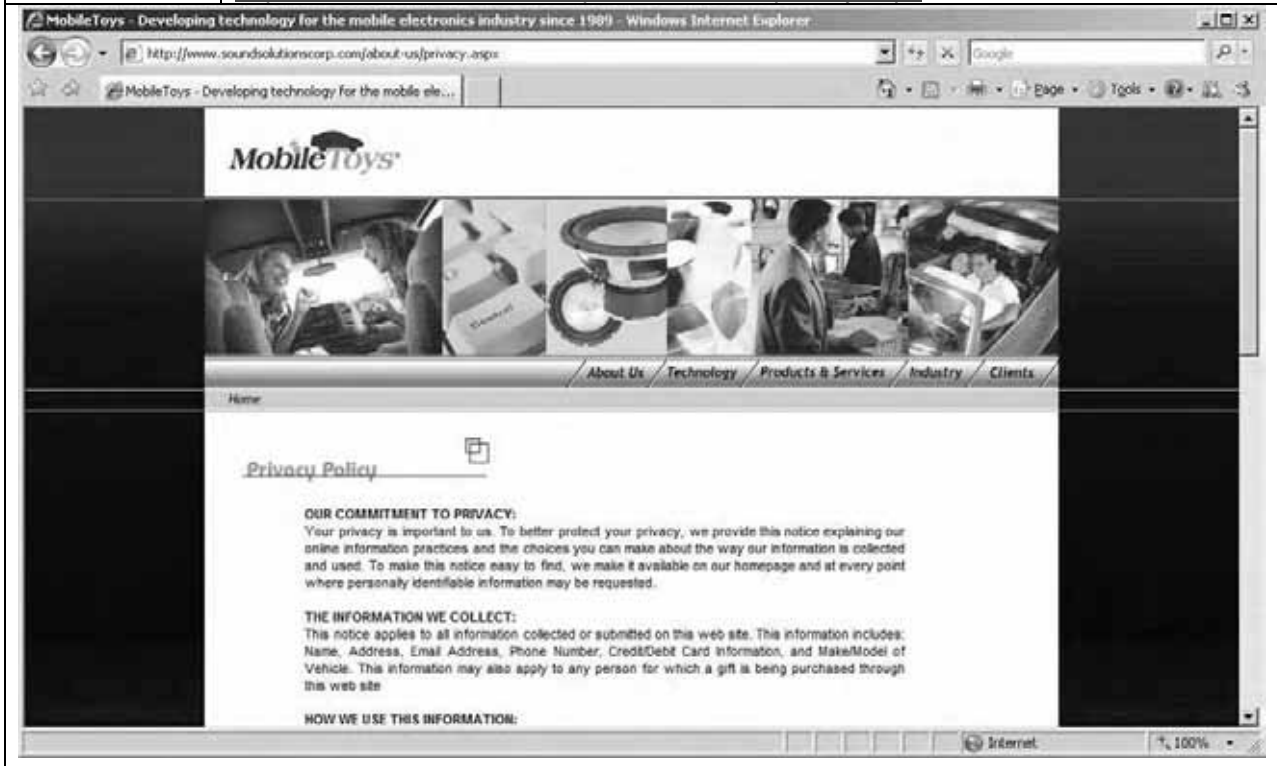 MobileToys - Developing technology for the mobile electronics industry since 1989 - Windows Internet Explorer
http://www.soundsolutionscorp.com/about-us/privacy.aspx
Google
MobileToys - Developing technology for the mobile ele...
Page
Tools
MobileToys
About Us / Technology / Products & Services / Industry / Clients /
Home
Privacy Policy
OUR COMMITMENT TO PRIVACY:
Your privacy is important to us. To better protect your privacy, we provide this notice explaining our
online information practices and the choices you can make about the way our information is collected
and used. To make this notice easy to find, we make it available on our homepage and at every point
where personally identifiable information may be requested.
THE INFORMATION WE COLLECT:
This notice applies to all information collected or submitted on this web site. This information includes:
Name, Address, Email Address, Phone Number, Credit/Debit Card Information, and Make/Model of
Vehicle. This information may also apply to any person for which a gift is being purchased through
this web site
HOW WE USE THIS INFORMATION:
Internet
100%